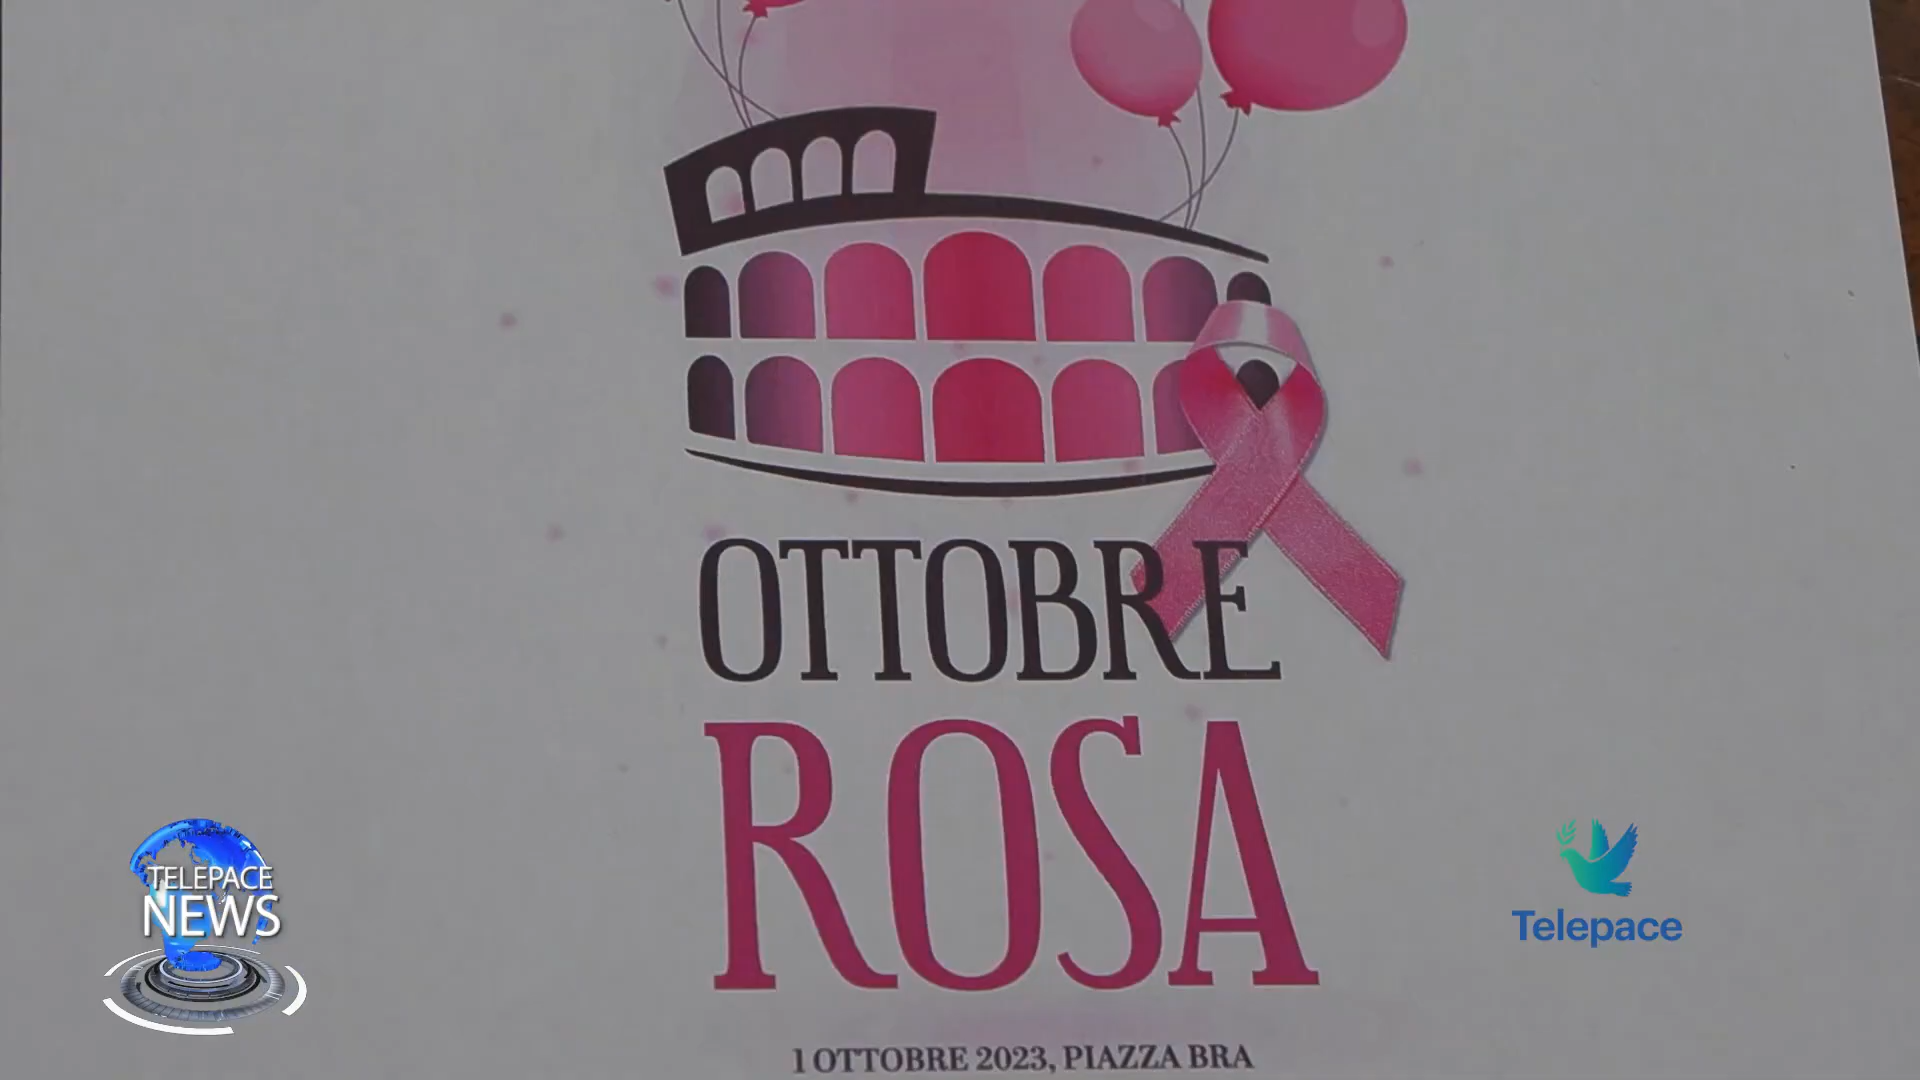 OTTOBRE
ROSA
1 OTTOBRE 2023, PIAZZA BRA
TELEPACE
NEWS
Telepace